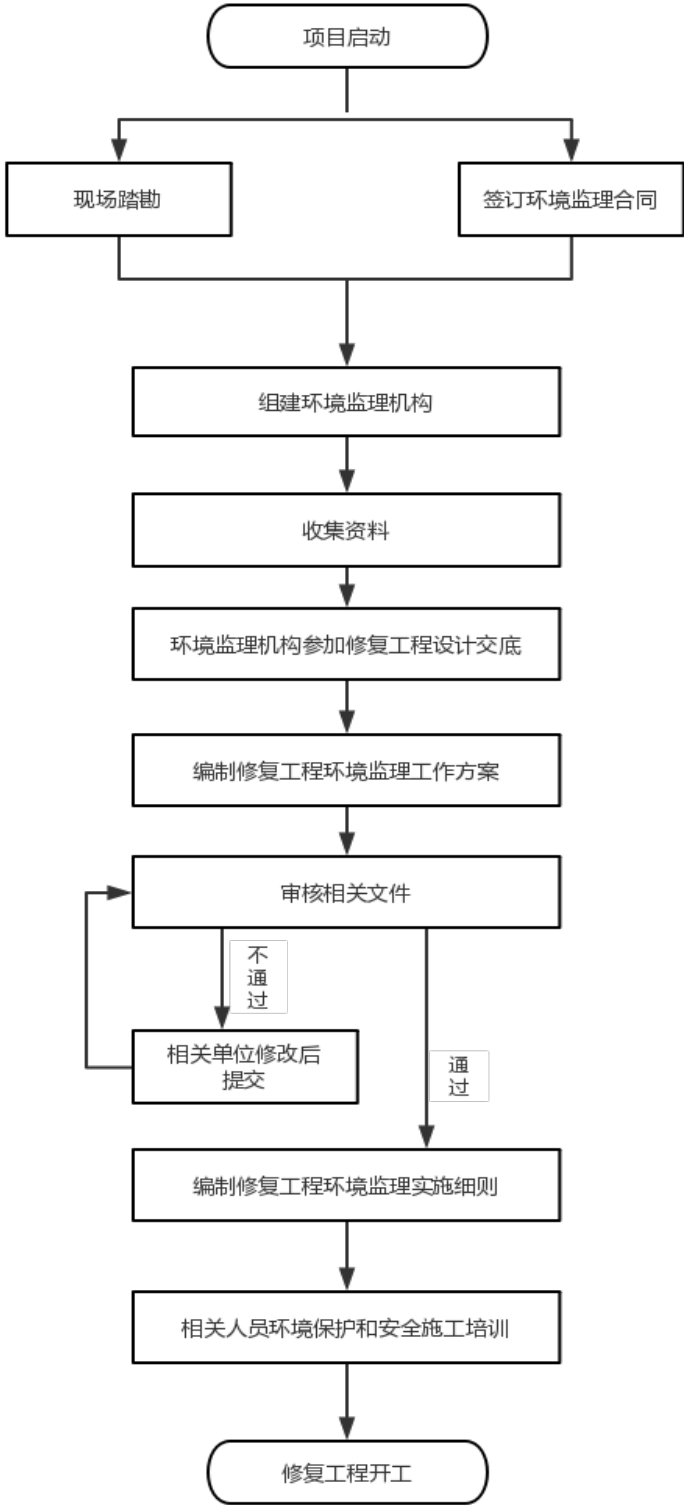 项目启动
现场踏勘
签订环境监理合同
组建环境监理机构
收集资料
环境监理机构参加修复工程设计交底
编制修复工程环境监理工作方案
审核相关文件
不
通
过
相关单位修改后
提交
通
过
编制修复工程环境监理实施细则
相关人员环境保护和安全施工培训
修复工程开工